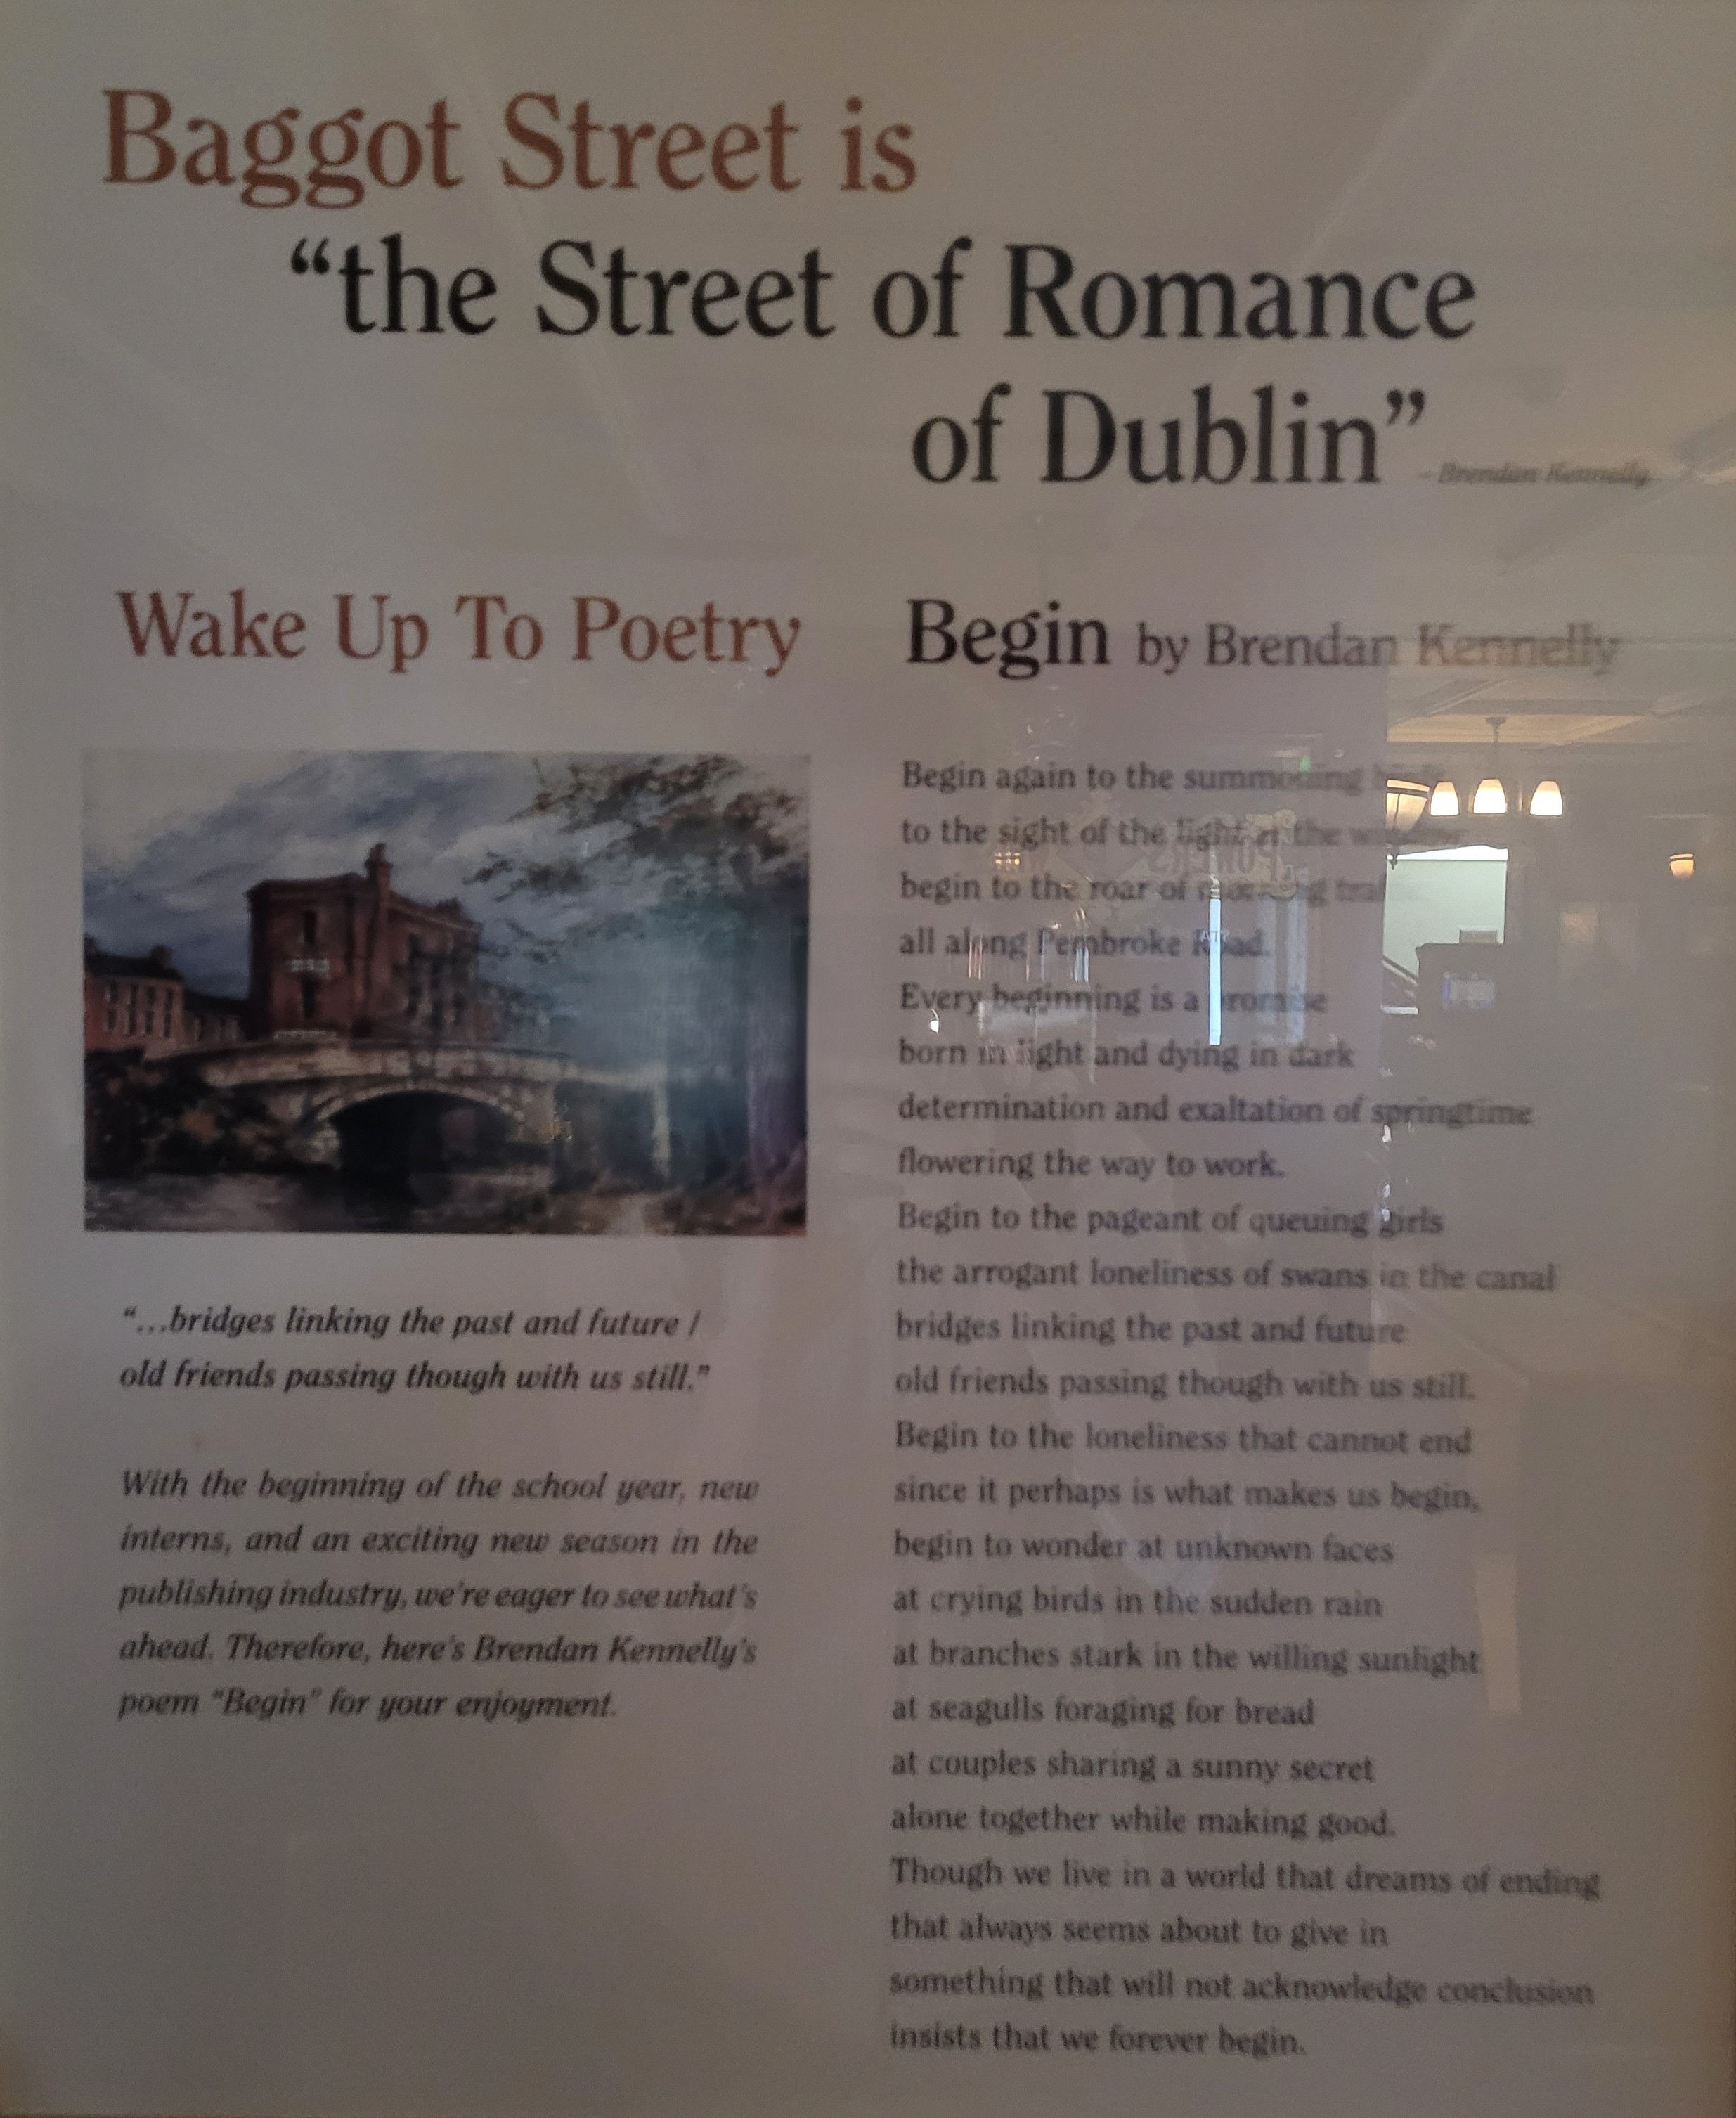 Baggot Street is
“the Street of Romance
of Dublin”
– Brendan Kennelly
Wake Up To Poetry
“...bridges linking the past and future /
old friends passing though with us still.”
With the beginning of the school year, new
interns, and an exciting new season in the
publishing industry, we're eager to see what's
ahead. Therefore, here's Brendan Kennelly's
poem “Begin” for your enjoyment.
Begin by Brendan Kennelly
Begin again to the summoning
to the sight of the light at the
begin to the roar of morning traffic
all along Pembroke Road.
Every beginning is a promise
born in light and dying in dark
determination and exaltation of springtime
flowering the way to work.
Begin to the pageant of queuing girls
the arrogant loneliness of swans in the canal
bridges linking the past and future
old friends passing though with us still.
Begin to the loneliness that cannot end
since it perhaps is what makes us begin,
begin to wonder at unknown faces
at crying birds in the sudden rain
at branches stark in the willing sunlight
at seagulls foraging for bread
at couples sharing a sunny secret
alone together while making good.
Though we live in a world that dreams of ending
that always seems about to give in
something that will not acknowledge conclusion
insists that we forever begin.